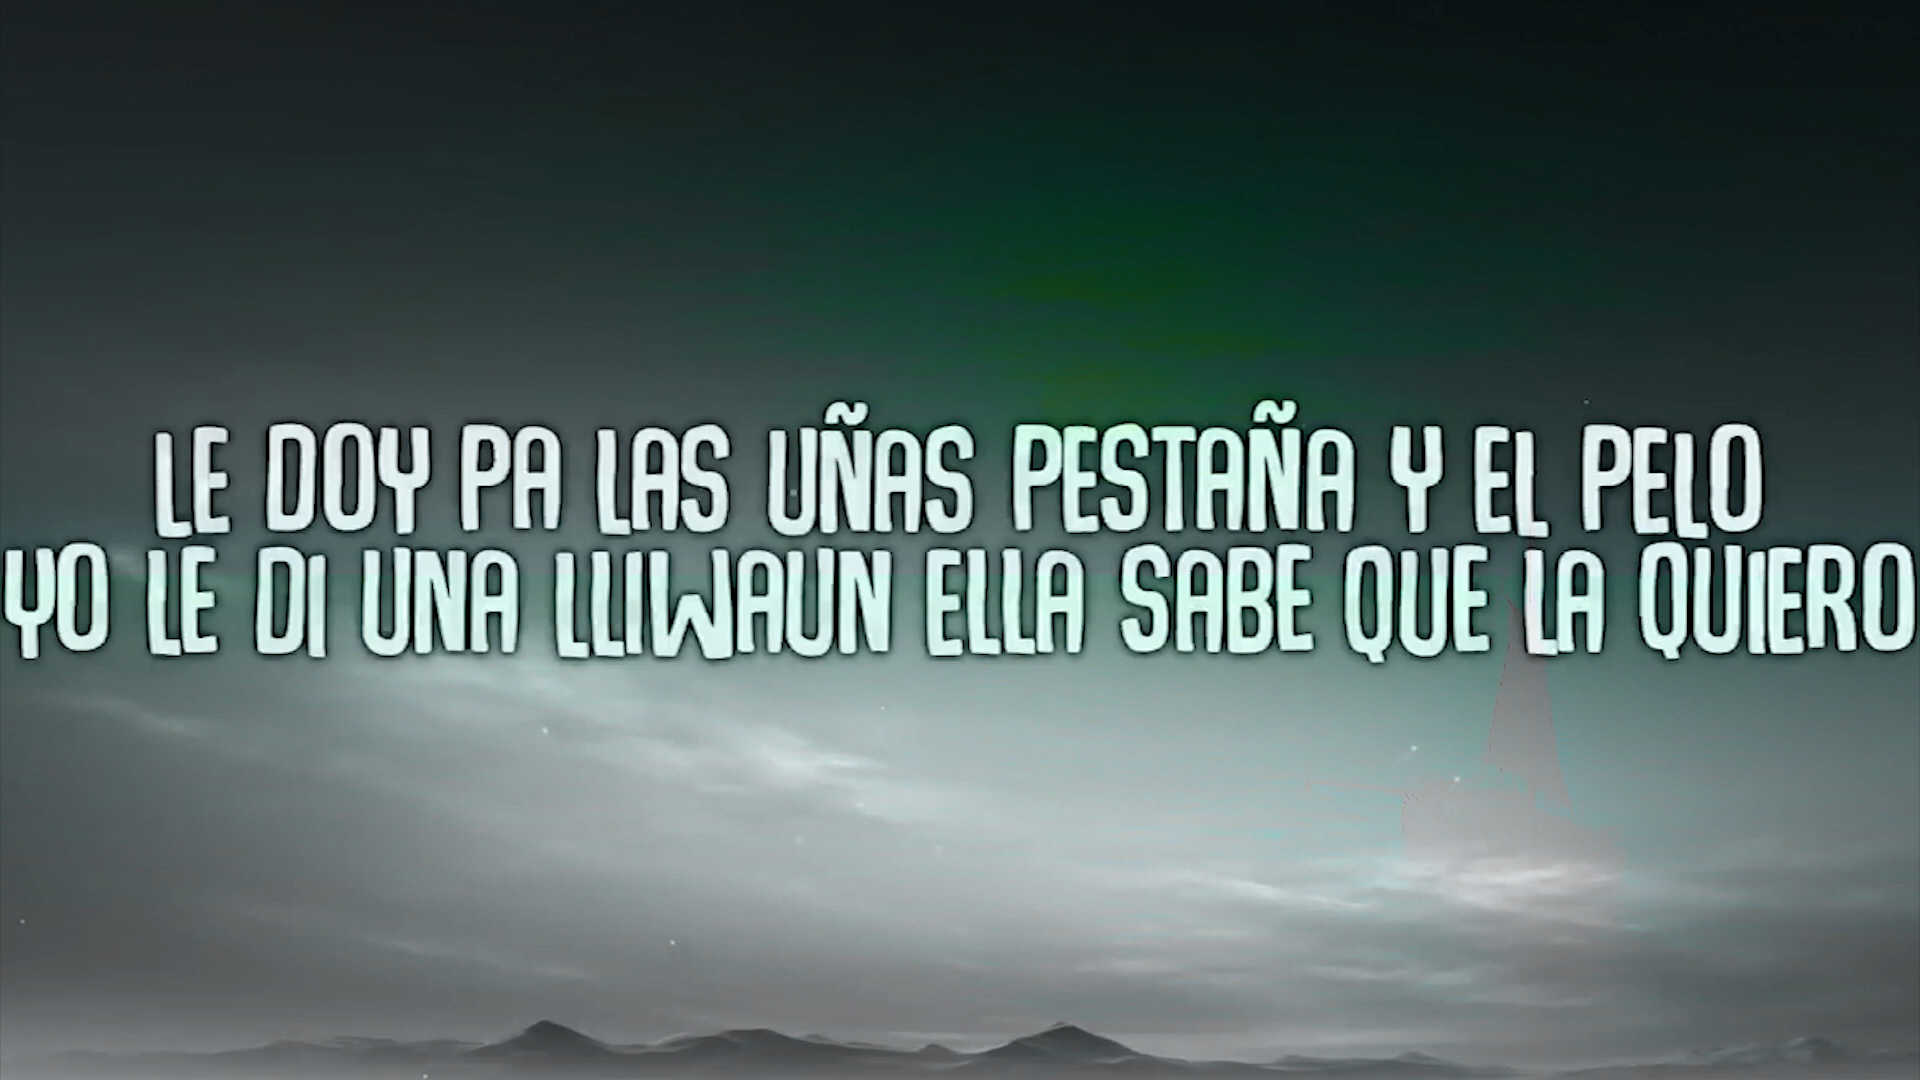 LE DOY PA LAS UÑAS PESTAÑA Y EL PELO
YO LE DI UNA LLIWAUN ELLA SABE QUE LA QUIERO